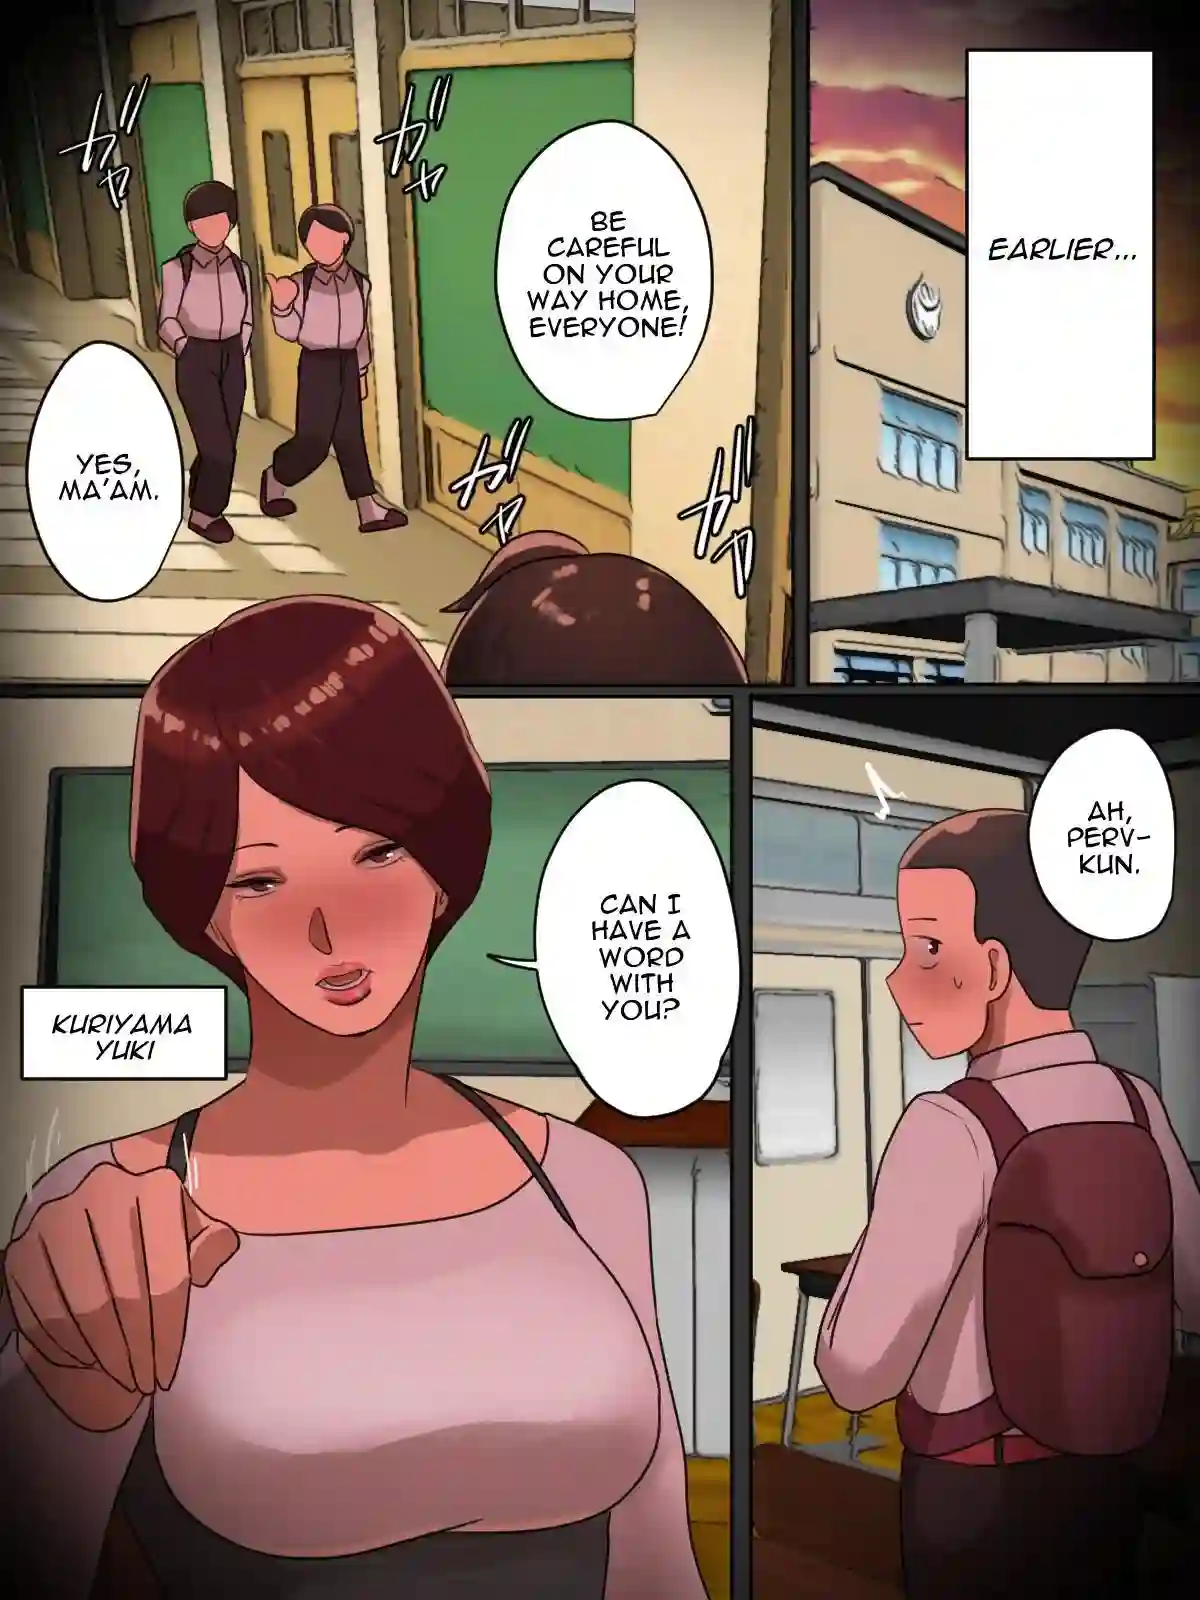 EARLIER...
BE
CAREFUL
ON YOUR
WAY HOME,
EVERYONE!
YES,
MA'AM.
ガヤ
ガヤ
ガヤ
ガヤ
AH,
PERV-
KUN.
CAN I
HAVE A
WORD
WITH
YOU?
KURIYAMA
YUKI